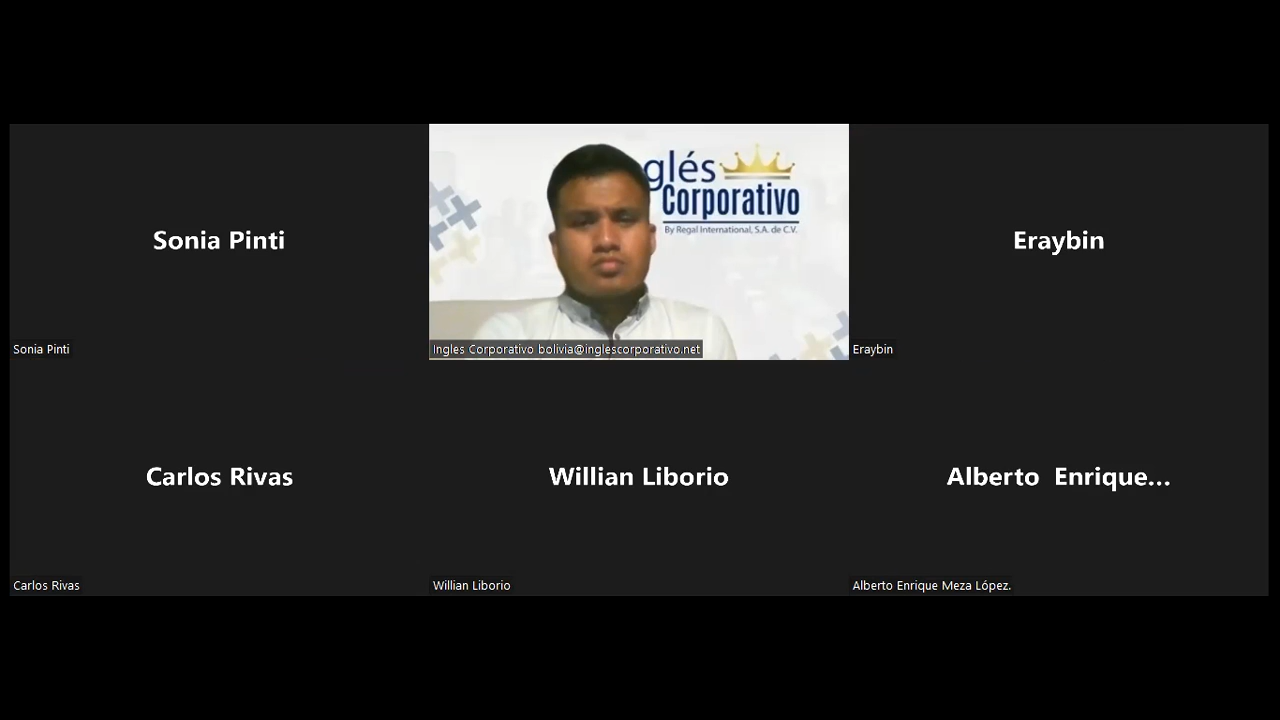 Sonia Pinti
Sonia Pinti
glés
Corporativo
By Regal International, S.A. de C.V.
Ingles Corporativo bolivia@inglescorporativo.net
Eraybin
Eraybin
Carlos Rivas
Carlos Rivas
Willian Liborio
Willian Liborio
Alberto  Enrique...
Alberto Enrique Meza López.